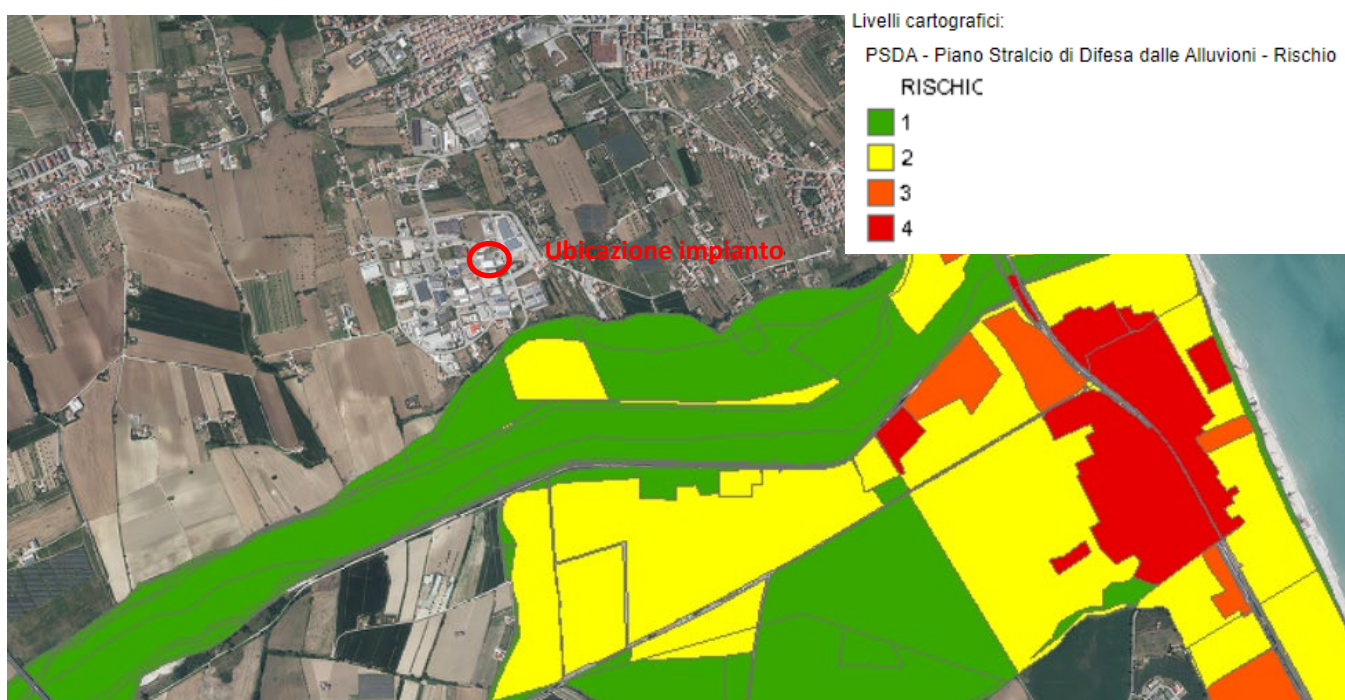 Livelli cartografici:
PSDA - Piano Stralcio di Difesa dalle Alluvioni - Rischio
RISCHIC
1
2
3
4
Ubicazione impianto